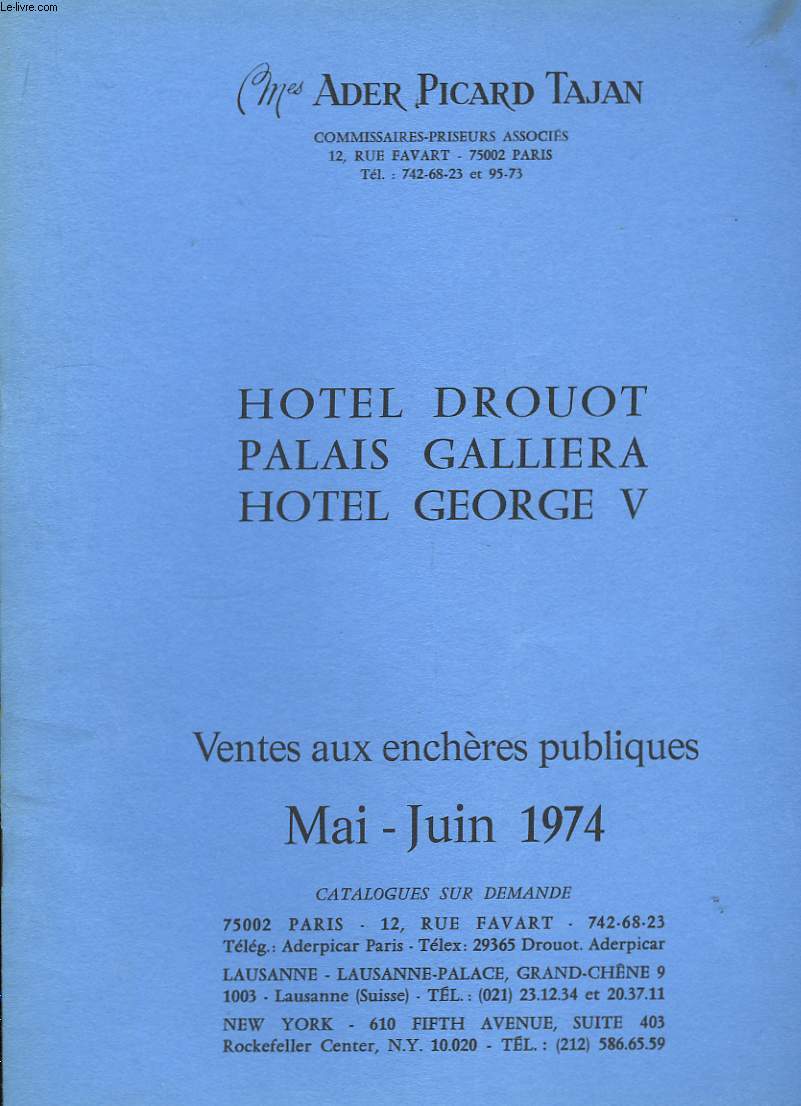 Le-livre.com
Mes ADER PICARD TAJAN
COMMISSAIRES-PRISEURS ASSOCIÉS
12, RUE FAVART - 75002 PARIS
Tél. : 742-68-23 et 95-73
HOTEL DROUOT
PALAIS GALLIERA
HOTEL GEORGE V
Ventes aux enchères publiques
Mai - Juin 1974
CATALOGUES SUR DEMANDE
75002 PARIS - 12, RUE FAVART - 742-68-23
Télég.: Aderpicar Paris - Télex: 29365 Drouot. Aderpicar
LAUSANNE - LAUSANNE-PALACE, GRAND-CHÊNE 9
1003 - Lausanne (Suisse) - TÉL. : (021) 23.12.34 et 20.37.11
NEW YORK - 610 FIFTH AVENUE, SUITE 403
Rockefeller Center, N.Y. 10.020 - TÉL. : (212) 586.65.59